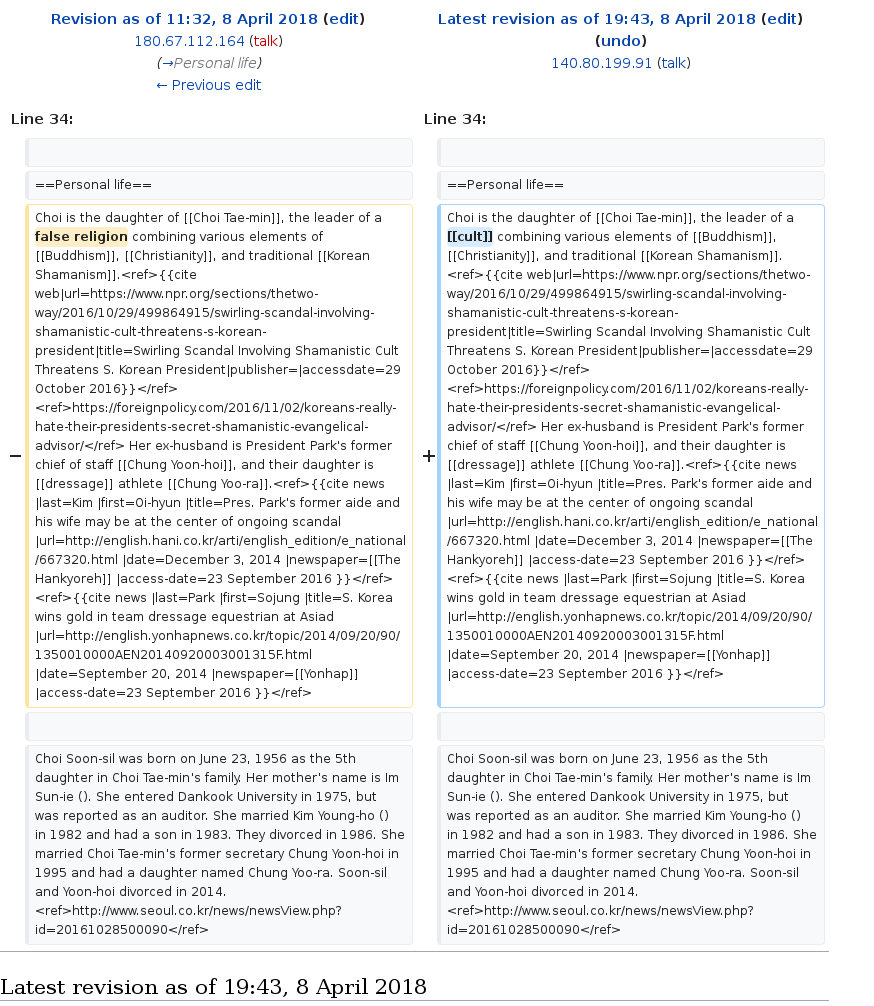 Revision as of 11:32, 8 April 2018 (edit)
180.67.112.164 (talk)
(→Personal life)
← Previous edit
Latest revision as of 19:43, 8 April 2018 (edit)
(undo)
140.80.199.91 (talk)
Line 34:
Line 34:
==Personal life==
==Personal life==
−
Choi is the daughter of [[Choi Tae-min]], the leader of a
false religion combining various elements of
[[Buddhism]], [[Christianity]], and traditional [[Korean
Shamanism]].<ref>{{cite
web|url=https://www.npr.org/sections/thetwo-
way/2016/10/29/499864915/swirling-scandal-involving-
shamanistic-cult-threatens-s-korean-
president|title=Swirling Scandal Involving Shamanistic Cult
Threatens S. Korean President|publisher=|accessdate=29
October 2016}}</ref>
<ref>https://foreignpolicy.com/2016/11/02/koreans-really-
hate-their-presidents-secret-shamanistic-evangelical-
advisor/</ref> Her ex-husband is President Park's former
chief of staff [[Chung Yoon-hoi]], and their daughter is
[[dressage]] athlete [[Chung Yoo-ra]].<ref>{{cite news
|last=Kim |first=Oi-hyun |title=Pres. Park's former aide and
his wife may be at the center of ongoing scandal
|url=http://english.hani.co.kr/arti/english_edition/e_national
/667320.html |date=December 3, 2014 |newspaper=[[The
Hankyoreh]] |access-date=23 September 2016 }}</ref>
<ref>{{cite news |last=Park |first=Sojung |title=S. Korea
wins gold in team dressage equestrian at Asiad
|url=http://english.yonhapnews.co.kr/topic/2014/09/20/90/
1350010000AEN20140920003001315F.html
|date=September 20, 2014 |newspaper=[[Yonhap]]
|access-date=23 September 2016 }}</ref>
+
Choi is the daughter of [[Choi Tae-min]], the leader of a
[[cult]] combining various elements of [[Buddhism]],
[[Christianity]], and traditional [[Korean Shamanism]].
<ref>{{cite web|url=https://www.npr.org/sections/thetwo-
way/2016/10/29/499864915/swirling-scandal-involving-
shamanistic-cult-threatens-s-korean-
president|title=Swirling Scandal Involving Shamanistic Cult
Threatens S. Korean President|publisher=|accessdate=29
October 2016}}</ref>
<ref>https://foreignpolicy.com/2016/11/02/koreans-really-
hate-their-presidents-secret-shamanistic-evangelical-
advisor/</ref> Her ex-husband is President Park's former
chief of staff [[Chung Yoon-hoi]], and their daughter is
[[dressage]] athlete [[Chung Yoo-ra]].<ref>{{cite news
|last=Kim |first=Oi-hyun |title=Pres. Park's former aide and
his wife may be at the center of ongoing scandal
|url=http://english.hani.co.kr/arti/english_edition/e_national
/667320.html |date=December 3, 2014 |newspaper=[[The
Hankyoreh]] |access-date=23 September 2016 }}</ref>
<ref>{{cite news |last=Park |first=Sojung |title=S. Korea
wins gold in team dressage equestrian at Asiad
|url=http://english.yonhapnews.co.kr/topic/2014/09/20/90/
1350010000AEN20140920003001315F.html
|date=September 20, 2014 |newspaper=[[Yonhap]]
|access-date=23 September 2016 }}</ref>
Choi Soon-sil was born on June 23, 1956 as the 5th
daughter in Choi Tae-min's family. Her mother's name is Im
Sun-ie (). She entered Dankook University in 1975, but
was reported as an auditor. She married Kim Young-ho ()
in 1982 and had a son in 1983. They divorced in 1986. She
married Choi Tae-min's former secretary Chung Yoon-hoi in
1995 and had a daughter named Chung Yoo-ra. Soon-sil
and Yoon-hoi divorced in 2014.
<ref>http://www.seoul.co.kr/news/newsView.php?
id=20161028500090</ref>
Choi Soon-sil was born on June 23, 1956 as the 5th
daughter in Choi Tae-min's family. Her mother's name is Im
Sun-ie (). She entered Dankook University in 1975, but
was reported as an auditor. She married Kim Young-ho ()
in 1982 and had a son in 1983. They divorced in 1986. She
married Choi Tae-min's former secretary Chung Yoon-hoi in
1995 and had a daughter named Chung Yoo-ra. Soon-sil
and Yoon-hoi divorced in 2014.
<ref>http://www.seoul.co.kr/news/newsView.php?
id=20161028500090</ref>
Latest revision as of 19:43, 8 April 2018